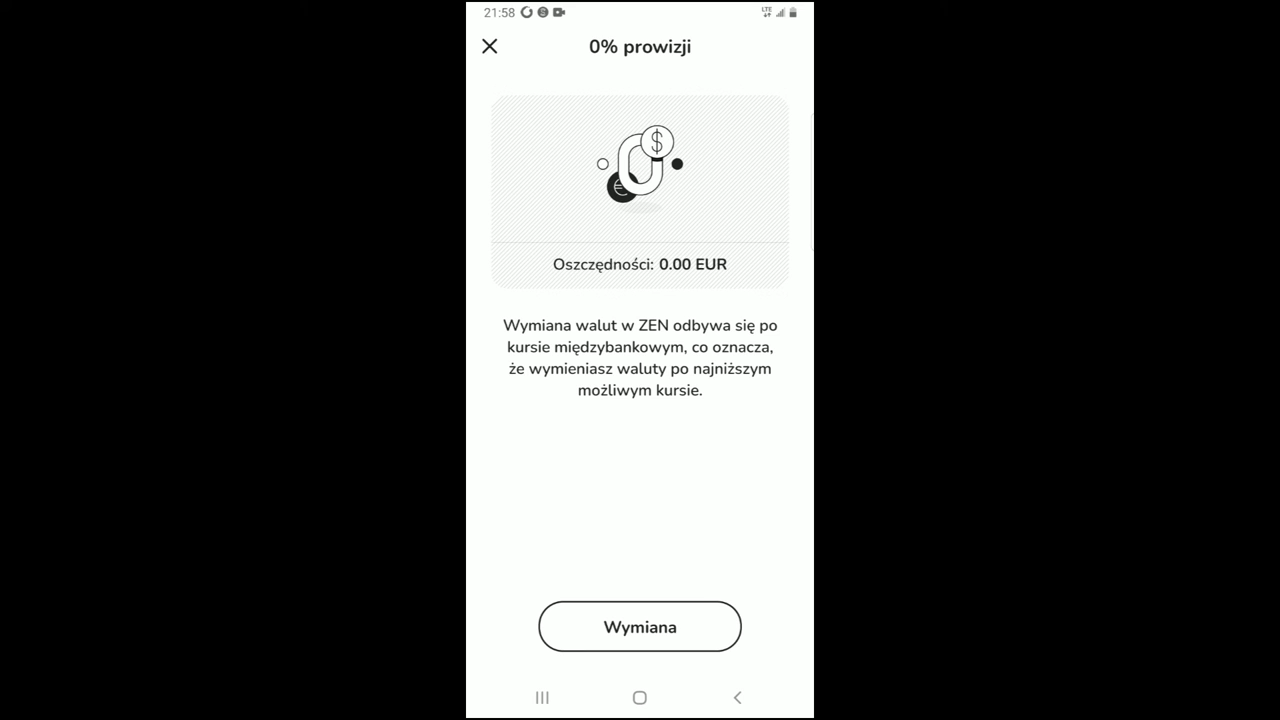 21:58
LTE
0% prowizji
$
€
Oszczędności: 0.00 EUR
Wymiana walut w ZEN odbywa się po
kursie międzybankowym, co oznacza,
że wymieniasz waluty po najniższym
możliwym kursie.
Wymiana